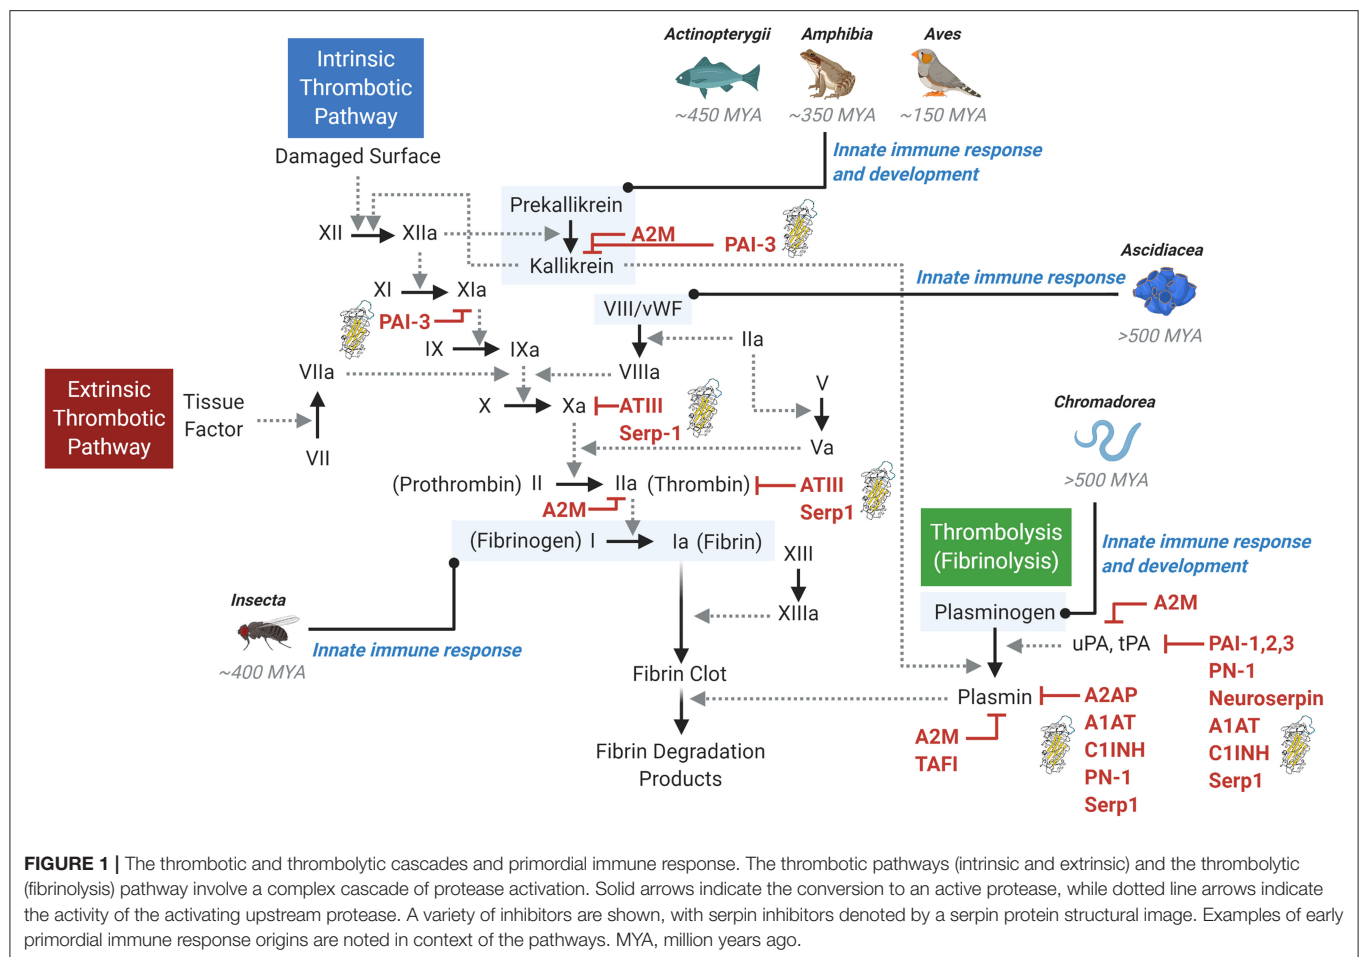 Intrinsic
Thrombotic
Pathway
Damaged Surface
Actinopterygii
~450 MYA
Amphibia
~350 MYA
Aves
~150 MYA
Innate immune response
and development
Prekallikrein
XII
XIIa
A2M
PAI-3
Kallikrein
Ascidiacea
Innate immune response
>500 MYA
XI
XIa
PAI-3
VIII/vWF
IX
IXa
IIa
VIIa
VIIIa
Extrinsic
Thrombotic
Pathway
Tissue
Factor
VII
X
Xa
ATIII
Serp-1
V
Va
Chromadorea
>500 MYA
(Prothrombin) II
IIa (Thrombin)
ATIII
Serp1
A2M
(Fibrinogen) I
Ia (Fibrin)
XIII
XIIIa
Thrombolysis
(Fibrinolysis)
Innate immune response
and development
Insecta
~400 MYA
Innate immune response
Plasminogen
A2M
uPA, tPA
PAI-1,2,3
PN-1
Neuroserpin
A1AT
C1INH
Serp1
Fibrin Clot
Plasmin
A2AP
A1AT
C1INH
PN-1
Serp1
A2M
TAFI
Fibrin Degradation
Products
FIGURE 1 | The thrombotic and thrombolytic cascades and primordial immune response. The thrombotic pathways (intrinsic and extrinsic) and the thrombolytic
(fibrinolysis) pathway involve a complex cascade of protease activation. Solid arrows indicate the conversion to an active protease, while dotted line arrows indicate
the activity of the activating upstream protease. A variety of inhibitors are shown, with serpin inhibitors denoted by a serpin protein structural image. Examples of early
primordial immune response origins are noted in context of the pathways. MYA, million years ago.